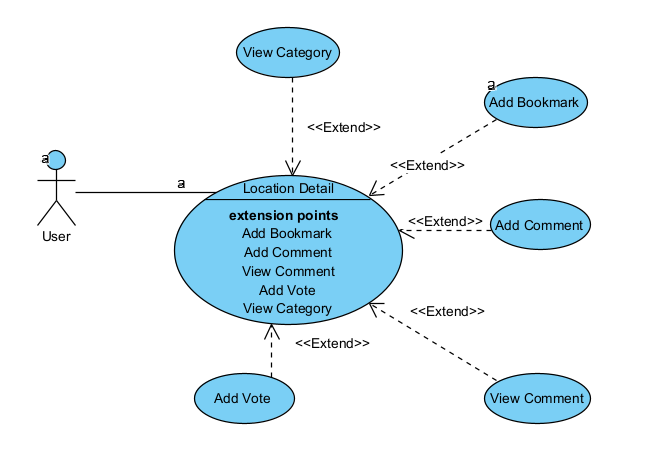 View Category
a
Add Bookmark
<<Extend>>
a
<<Extend>>
a
Location Detail
extension points
Add Bookmark
Add Comment
View Comment
Add Vote
View Category
<<Extend>>
Add Comment
User
<<Extend>>
<<Extend>>
Add Vote
View Comment